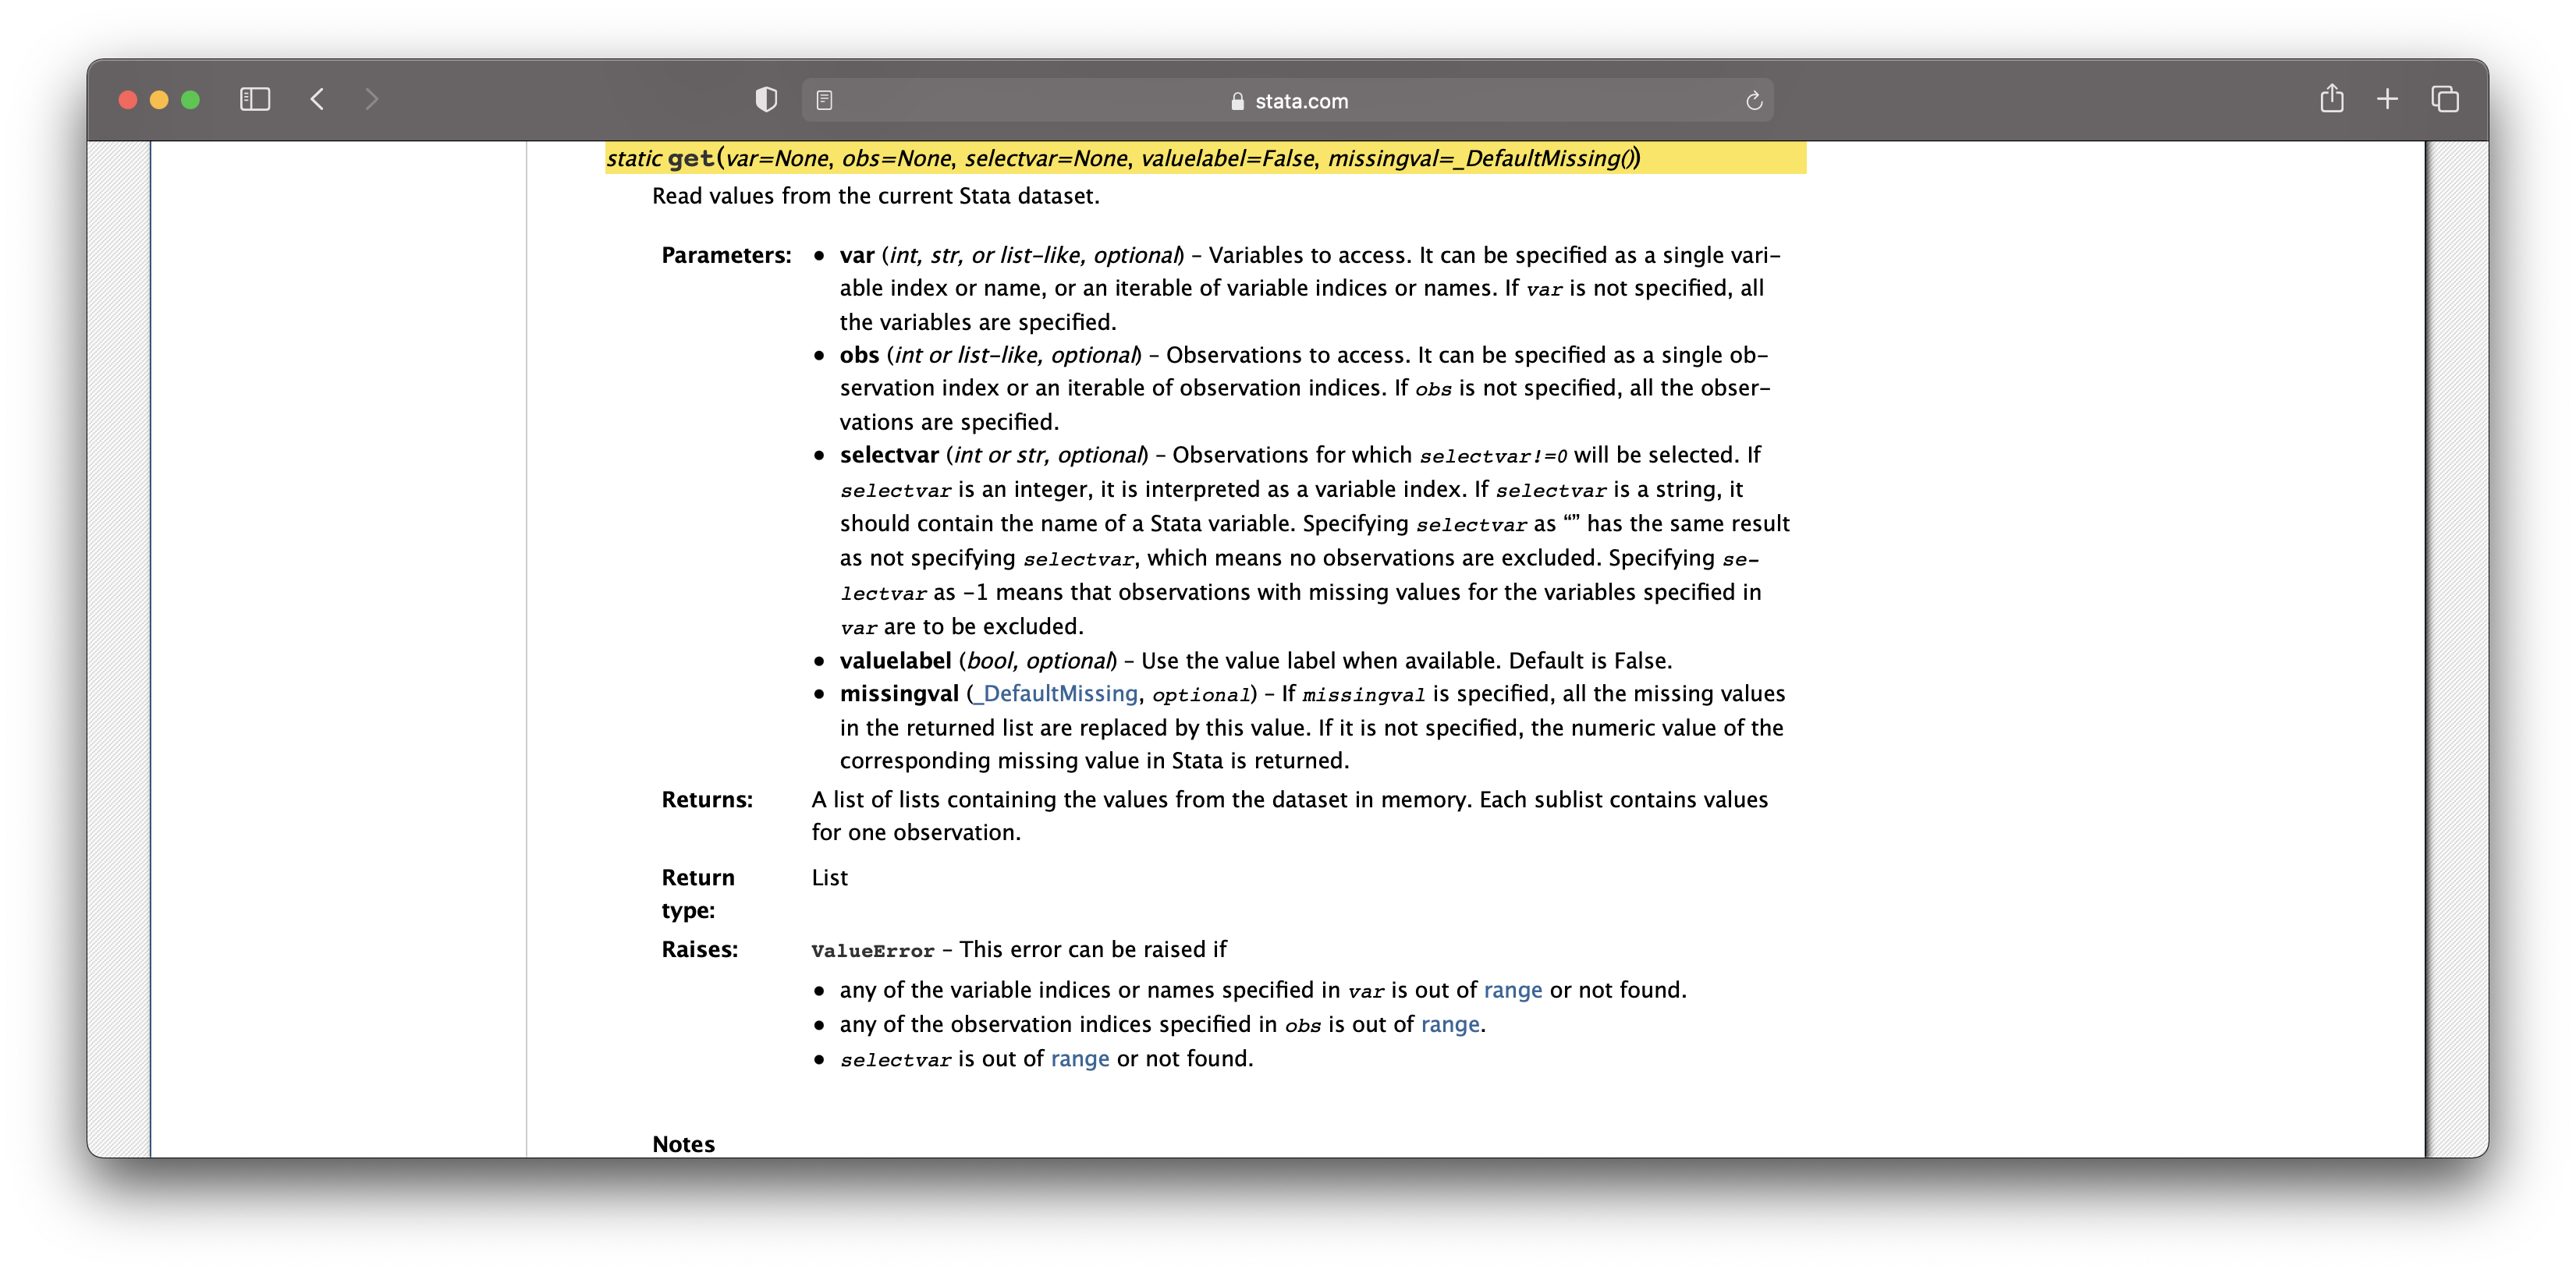 stata.com
static get(var=None, obs=None, selectvar=None, valuelabel=False, missingval=_DefaultMissing())
Read values from the current Stata dataset.
Parameters: • var (int, str, or list-like, optional) – Variables to access. It can be specified as a single vari-
able index or name, or an iterable of variable indices or names. If var is not specified, all
the variables are specified.
• obs (int or list-like, optional) – Observations to access. It can be specified as a single ob-
servation index or an iterable of observation indices. If obs is not specified, all the obser-
vations are specified.
• selectvar (int or str, optional) – Observations for which selectvar!=0 will be selected. If
selectvar is an integer, it is interpreted as a variable index. If selectvar is a string, it
should contain the name of a Stata variable. Specifying selectvar as “” has the same result
as not specifying selectvar, which means no observations are excluded. Specifying se-
lectvar as -1 means that observations with missing values for the variables specified in
var are to be excluded.
• valuelabel (bool, optional) – Use the value label when available. Default is False.
• missingval (_DefaultMissing, optional) – If missingval is specified, all the missing values
in the returned list are replaced by this value. If it is not specified, the numeric value of the
corresponding missing value in Stata is returned.
Returns: A list of lists containing the values from the dataset in memory. Each sublist contains values
for one observation.
Return List
type:
Raises: ValueError – This error can be raised if
• any of the variable indices or names specified in var is out of range or not found.
• any of the observation indices specified in obs is out of range.
• selectvar is out of range or not found.
Notes